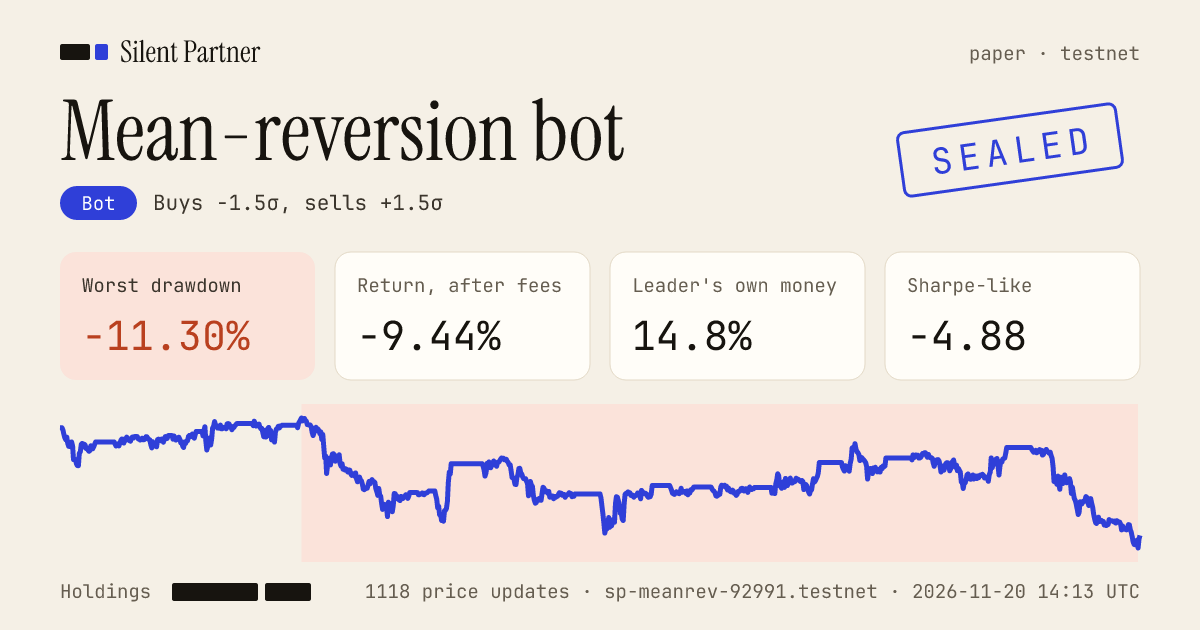 Silent Partner
paper · testnet
Mean-reversion bot
SEALED
Bot
Buys -1.5σ, sells +1.5σ
Worst drawdown
-11.30%
Return, after fees
-9.44%
Leader's own money
14.8%
Sharpe-like
-4.88
Holdings
1118 price updates · sp-meanrev-92991.testnet · 2026-11-20 14:13 UTC